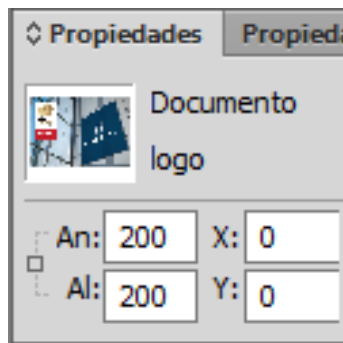 Propiedades Propieda
Documento
logo
An: 200 X: 0
Al: 200 Y: 0